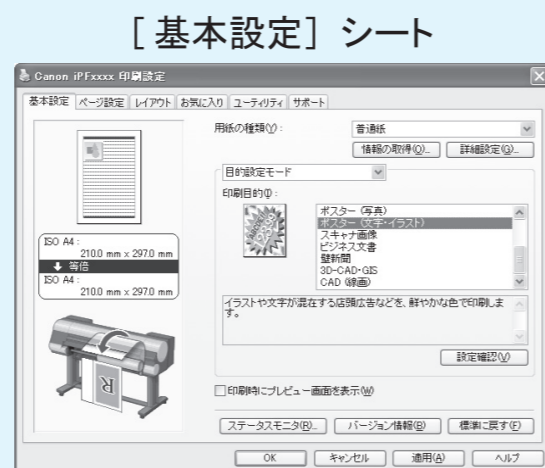 [基本設定] シート
Canon iPFxxxx 印刷設定
基本設定 ページ設定 レイアウト お気に入り ユーティリティ サポート
用紙の種類(Y): 普通紙
情報の取得(Q)... 詳細設定(G)...
目的設定モード
印刷目的(I):
ポスター (写真)
ポスター (文字・イラスト)
スキャナ画像
ビジネス文書
壁新聞
3D-CAD・GIS
CAD (線画)
ISO A4 :
210.0 mm x 297.0 mm
等倍
ISO A4 :
210.0 mm x 297.0 mm
イラストや文字が混在する店頭広告などを、鮮やかな色で印刷しま
す。
設定確認(V)
印刷時にプレビュー画面を表示(W)
ステータスモニタ(R)... バージョン情報(B) 標準に戻す(F)
OK キャンセル 適用(A) ヘルプ